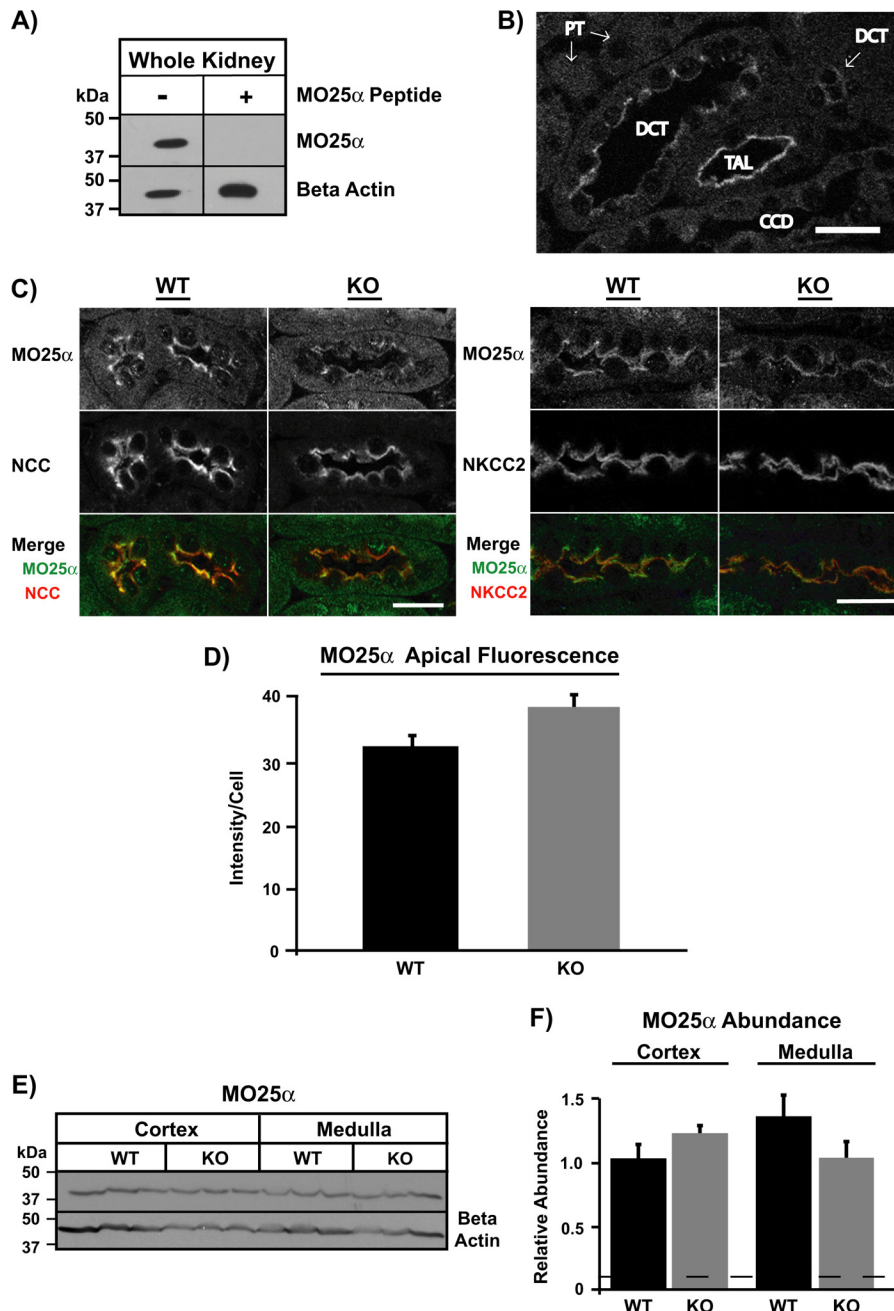 A)
Whole Kidney
kDa - + MO25α Peptide
50
37
MO25α
50
37
Beta Actin
B)
PT
DCT
DCT
TAL
CCD
C)
WT KO
MO25α
NCC
Merge
MO25α
NCC
WT KO
MO25α
NKCC2
Merge
MO25α
NKCC2
D)
MO25α Apical Fluorescence
Intensity/Cell
40
30
20
10
0
WT KO
E)
MO25α
Cortex Medulla
kDa WT KO WT KO
50
37
50
37
Beta
Actin
F)
MO25α Abundance
Cortex Medulla
Relative Abundance
1.5
1.0
0.5
0
WT KO WT KO